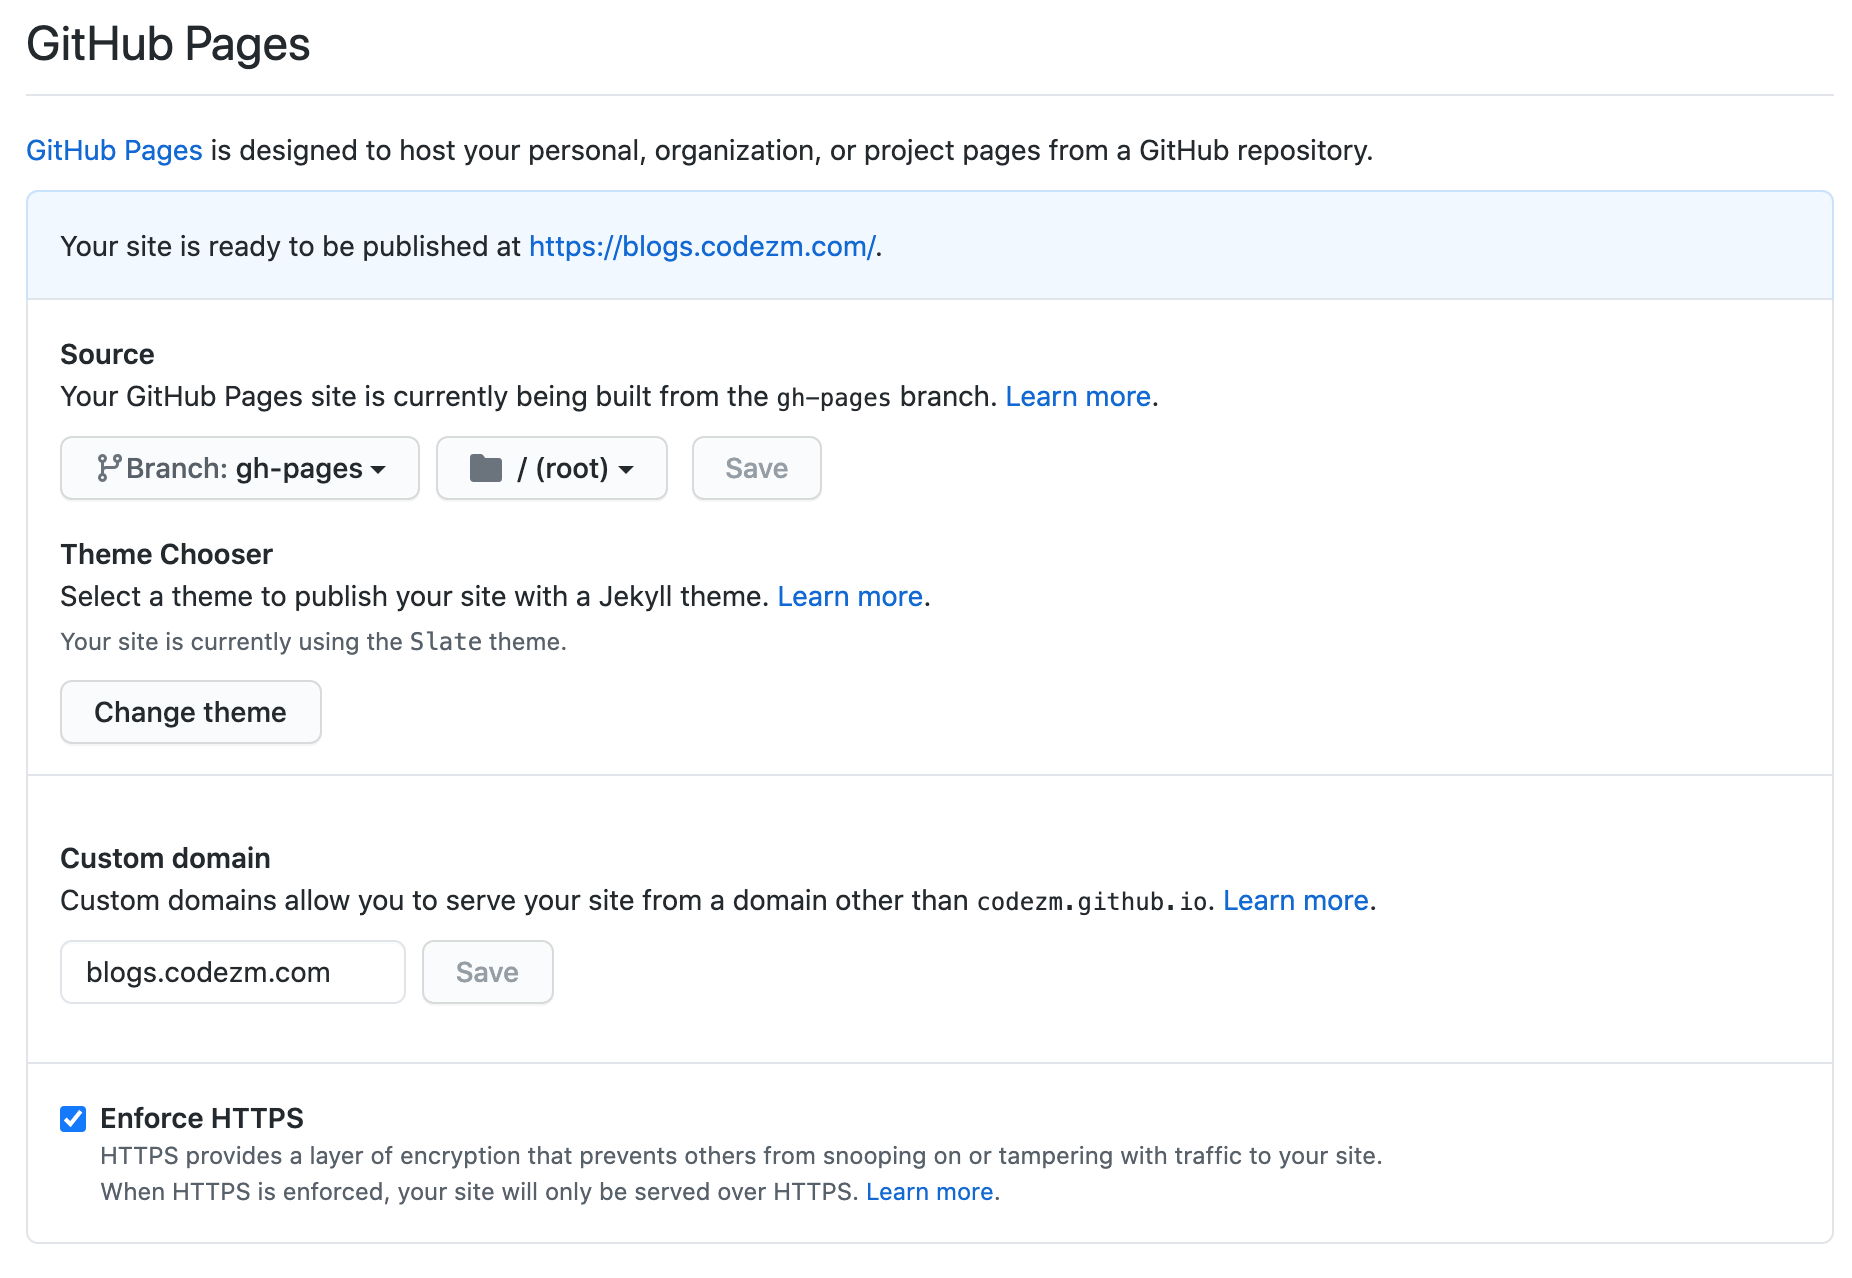 GitHub Pages
GitHub Pages is designed to host your personal, organization, or project pages from a GitHub repository.
Your site is ready to be published at https://blogs.codezm.com/.
Source
Your GitHub Pages site is currently being built from the gh-pages branch. Learn more.
Branch: gh-pages / (root) Save
Theme Chooser
Select a theme to publish your site with a Jekyll theme. Learn more.
Your site is currently using the Slate theme.
Change theme
Custom domain
Custom domains allow you to serve your site from a domain other than codezm.github.io. Learn more.
blogs.codezm.com Save
Enforce HTTPS
HTTPS provides a layer of encryption that prevents others from snooping on or tampering with traffic to your site.
When HTTPS is enforced, your site will only be served over HTTPS. Learn more.